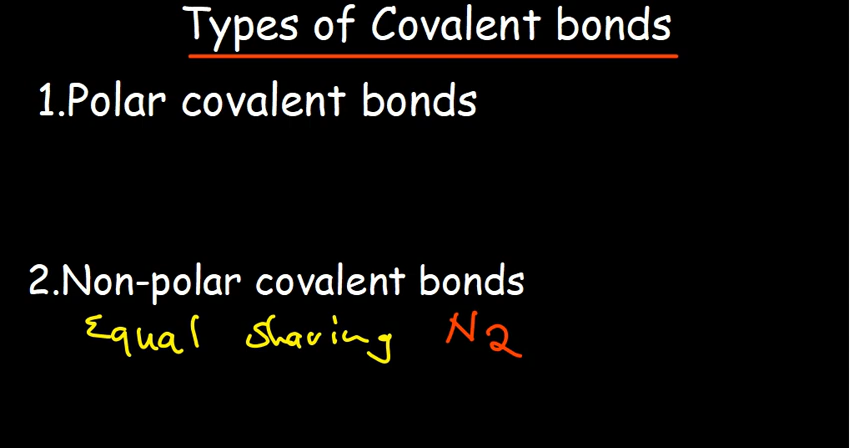 Types of Covalent bonds
1.Polar covalent bonds
2.Non-polar covalent bonds
Equal sharing N2